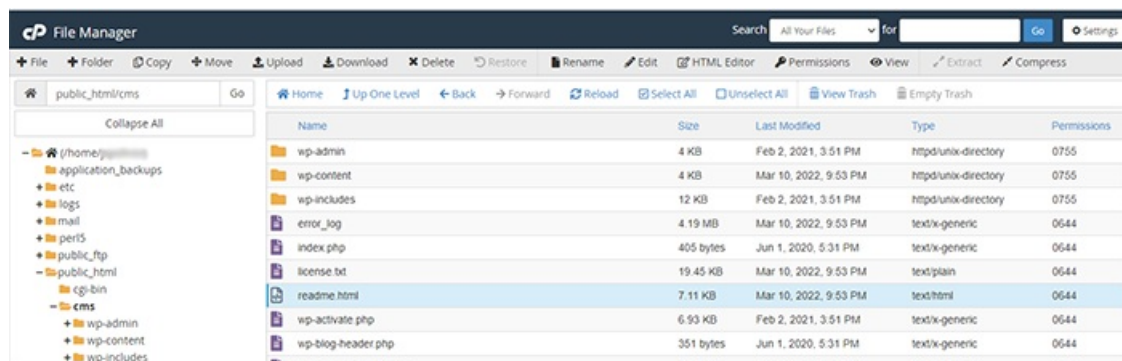 cP File Manager Search All Your Files for Go Settings
File Folder Copy Move Upload Download Delete Restore Rename Edit HTML Editor Permissions View Extract Compress
public_html/cms Go Home Up One Level Back Forward Reload Select All Unselect All View Trash Empty Trash
Collapse All
Name Size Last Modified Type Permissions
(/home/
application_backups
etc
logs
mail
perl5
public_ftp
public_html
cgi-bin
cms
wp-admin
wp-content
wp-includes
wp-admin 4 KB Feb 2, 2021, 3:51 PM httpd/unix-directory 0755
wp-content 4 KB Mar 10, 2022, 9:53 PM httpd/unix-directory 0755
wp-includes 12 KB Feb 2, 2021, 3:51 PM httpd/unix-directory 0755
error_log 4.19 MB Mar 10, 2022, 9:53 PM text/x-generic 0644
index.php 405 bytes Jun 1, 2020, 5:31 PM text/x-generic 0644
license.txt 19.45 KB Mar 10, 2022, 9:53 PM text/plain 0644
readme.html 7.11 KB Mar 10, 2022, 9:53 PM text/html 0644
wp-activate.php 6.93 KB Feb 2, 2021, 3:51 PM text/x-generic 0644
wp-blog-header.php 351 bytes Jun 1, 2020, 5:31 PM text/x-generic 0644